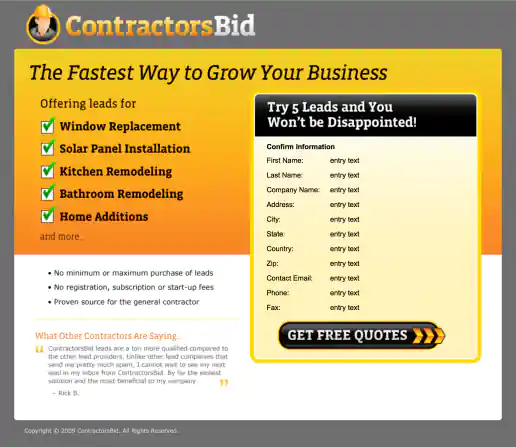 ContractorsBid
The Fastest Way to Grow Your Business
Offering leads for
Window Replacement
Solar Panel Installation
Kitchen Remodeling
Bathroom Remodeling
Home Additions
and more..
• No minimum or maximum purchase of leads
• No registration, subscription or start-up fees
• Proven source for the general contractor
What Other Contractors Are Saying..
“ ContractorsBid leads are a ton more qualified compared to
the other lead providers. Unlike other lead companies that
send me pretty much spam, I cannot wait to see my next
lead in my inbox from ContractorsBid. By far the easiest
solution and the most beneficial to my company ”
- Rick B.
Try 5 Leads and You
Won't be Disappointed!
Confirm Information
First Name: entry text
Last Name: entry text
Company Name: entry text
Address: entry text
City: entry text
State: entry text
Country: entry text
Zip: entry text
Contact Email: entry text
Phone: entry text
Fax: entry text
GET FREE QUOTES
Copyright © 2009 ContractorsBid. All Rights Reserved.